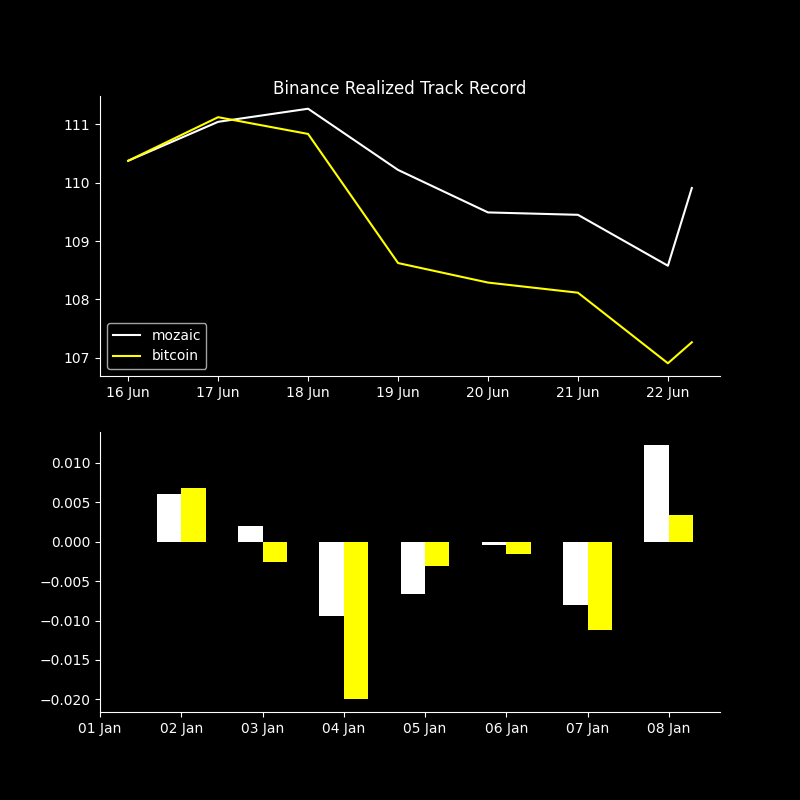 Binance Realized Track Record
111
110
109
108
107
mozaic
bitcoin
16 Jun 17 Jun 18 Jun 19 Jun 20 Jun 21 Jun 22 Jun
0.010
0.005
0.000
−0.005
−0.010
−0.015
−0.020
01 Jan 02 Jan 03 Jan 04 Jan 05 Jan 06 Jan 07 Jan 08 Jan